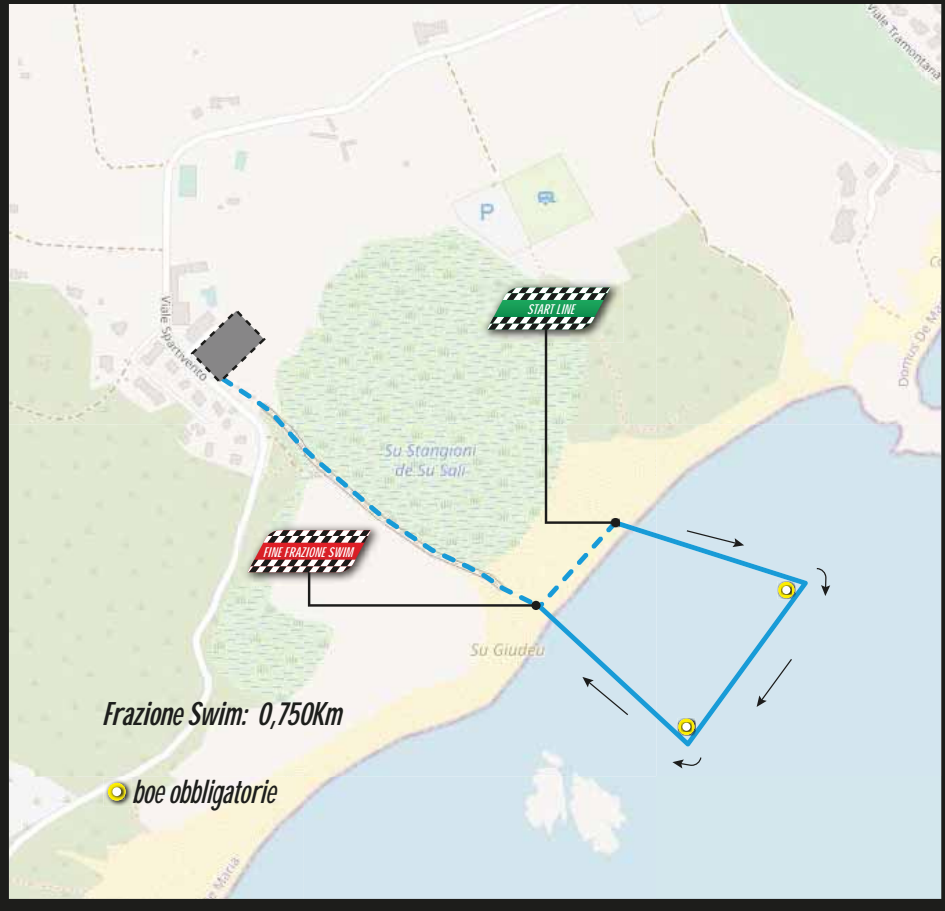 Viale Tramontana
P
START LINE
Viale Spartivento
Domus De Ma
Su Stangioni
de Su Sali
FINE FRAZIONE SWIM
Su Giudeu
Frazione Swim: 0,750Km
boe obbligatorie
e Maria